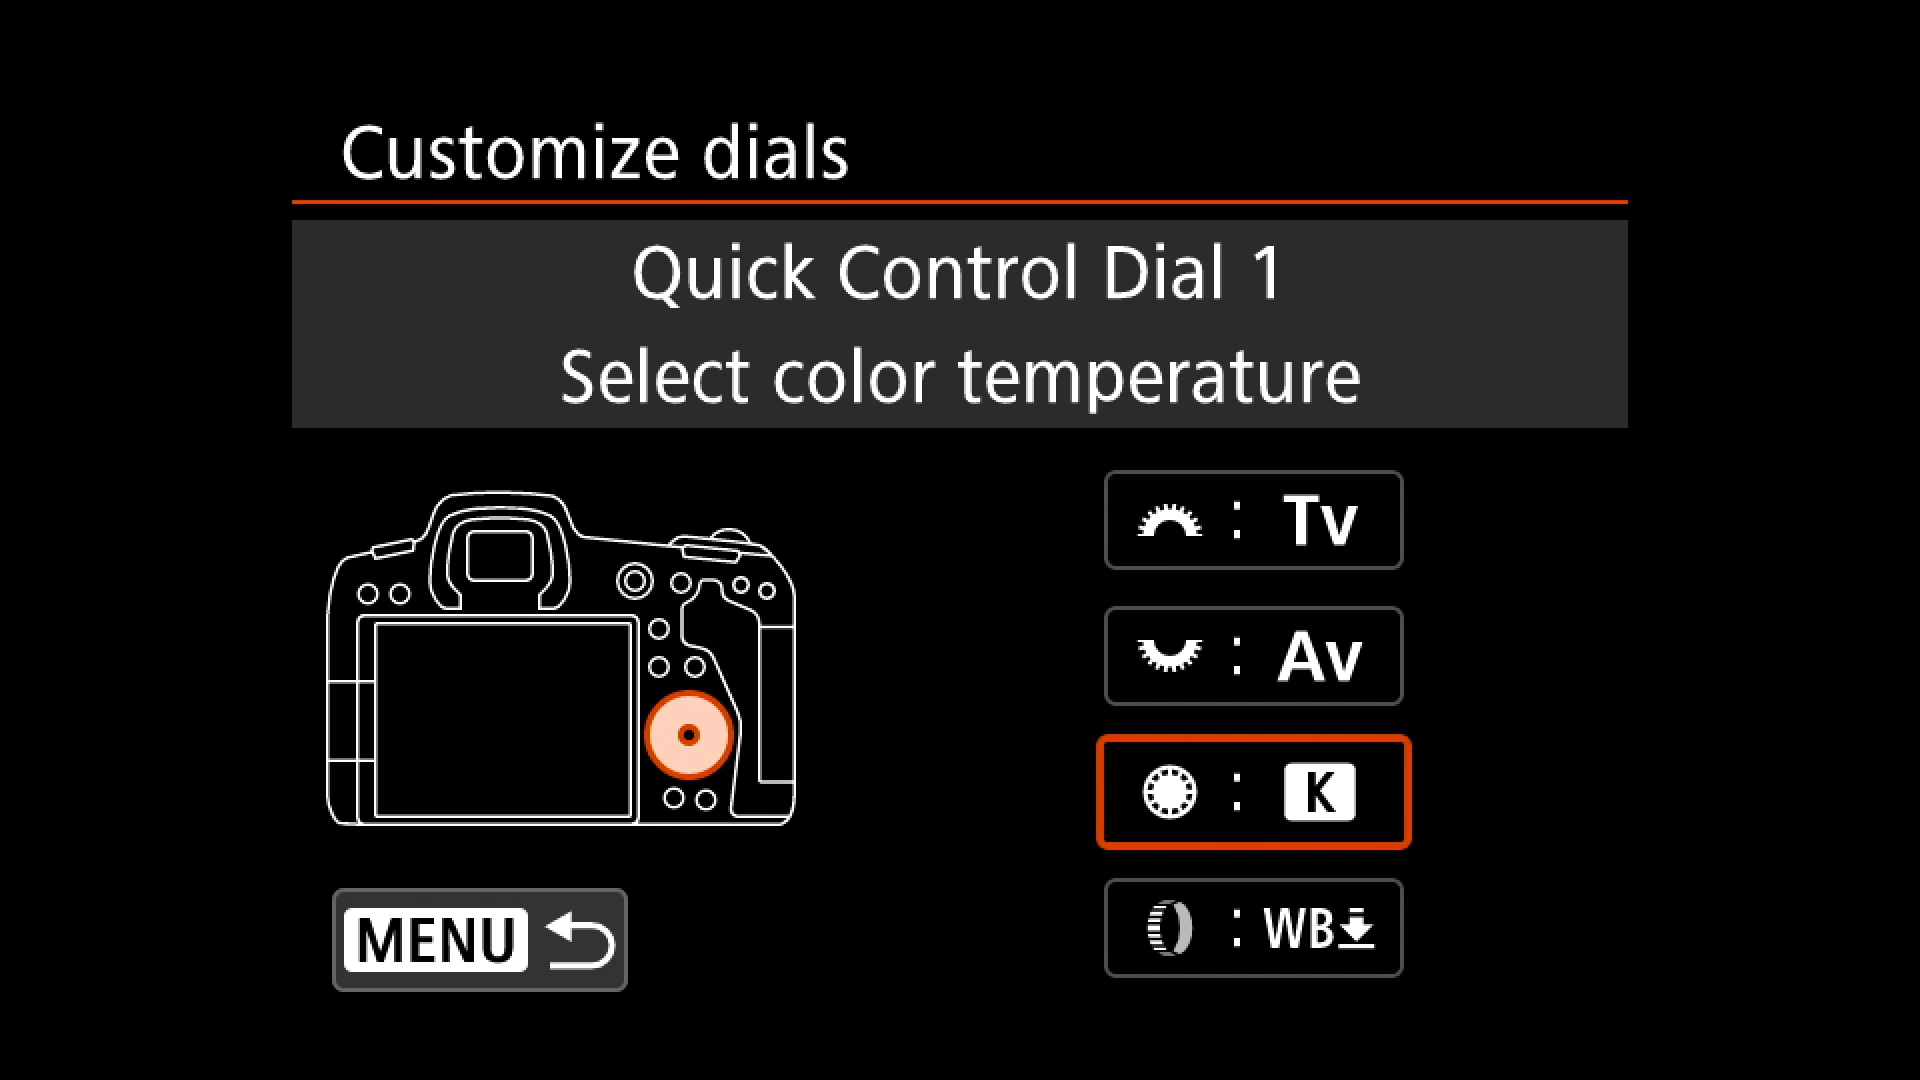 Customize dials
Quick Control Dial 1
Select color temperature
: Tv
: Av
: K
: WB
MENU